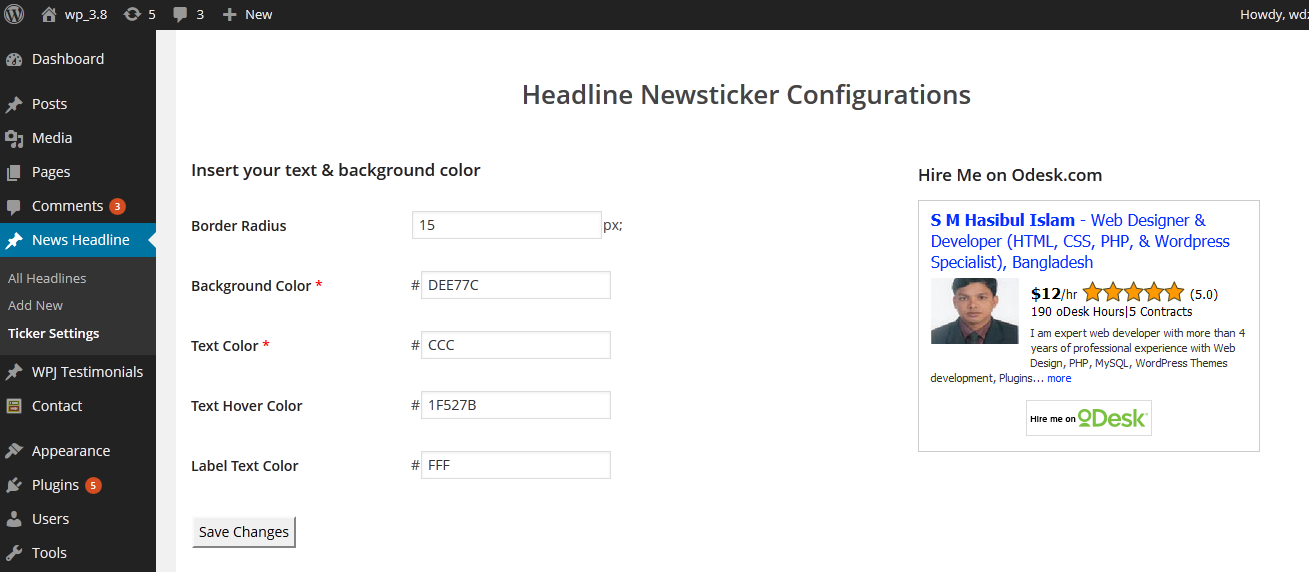 wp_3.8 5 3 New Howdy, wdz
Dashboard
Posts
Media
Pages
Comments 3
News Headline
All Headlines
Add New
Ticker Settings
WPJ Testimonials
Contact
Appearance
Plugins 5
Users
Tools
Headline Newsticker Configurations
Insert your text & background color
Border Radius 15 px;
Background Color * # DEE77C
Text Color * # CCC
Text Hover Color # 1F527B
Label Text Color # FFF
Save Changes
Hire Me on Odesk.com
S M Hasibul Islam - Web Designer &
Developer (HTML, CSS, PHP, & Wordpress
Specialist), Bangladesh
$12/hr (5.0)
190 oDesk Hours|5 Contracts
I am expert web developer with more than 4
years of professional experience with Web
Design, PHP, MySQL, WordPress Themes
development, Plugins... more
Hire me on oDesk